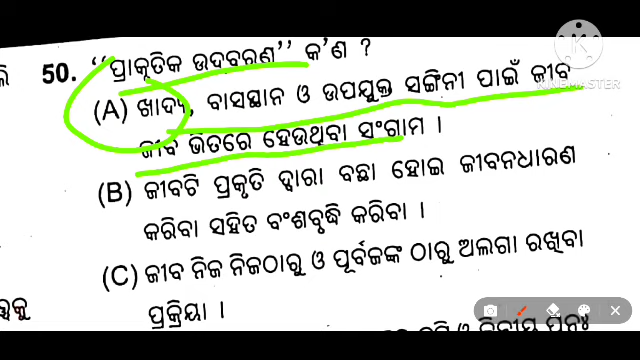 50. ‘‘ପ୍ରାକୃତିକ ଉଦବରଣ’’ କ’ଣ ?
(A) ଖାଦ୍ୟ, ବାସସ୍ଥାନ ଓ ଉପଯୁକ୍ତ ସଙ୍ଗିନୀ ପାଇଁ ଜୀବ
ଜୀବ ଭିତରେ ହେଉଥିବା ସଂଗ୍ରାମ ।
(B) ଜୀବଟି ପ୍ରକୃତି ଦ୍ୱାରା ବଛା ହୋଇ ଜୀବନଧାରଣ
କରିବା ସହିତ ବଂଶବୃଦ୍ଧି କରିବା ।
(C) ଜୀବ ନିଜ ନିଜଠାରୁ ଓ ପୂର୍ବଜଙ୍କ ଠାରୁ ଅଲଗା ରଖିବା
ପ୍ରକ୍ରିୟା ।
KINEMASTER